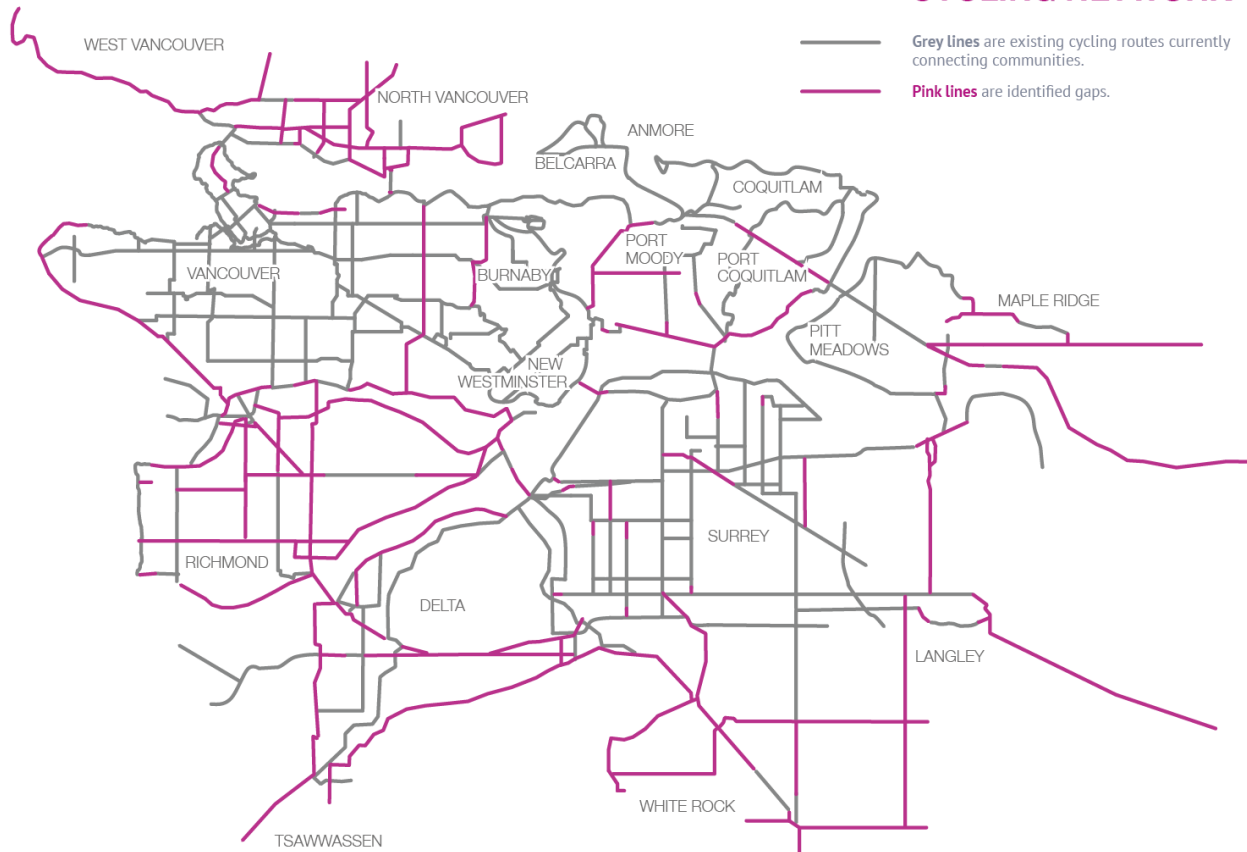 Grey lines are existing cycling routes currently
connecting communities.
Pink lines are identified gaps.
WEST VANCOUVER
NORTH VANCOUVER
ANMORE
BELCARRA
COQUITLAM
PORT
MOODY
PORT
COQUITLAM
VANCOUVER
BURNABY
MAPLE RIDGE
PITT
MEADOWS
NEW
WESTMINSTER
SURREY
RICHMOND
DELTA
LANGLEY
WHITE ROCK
TSAWWASSEN